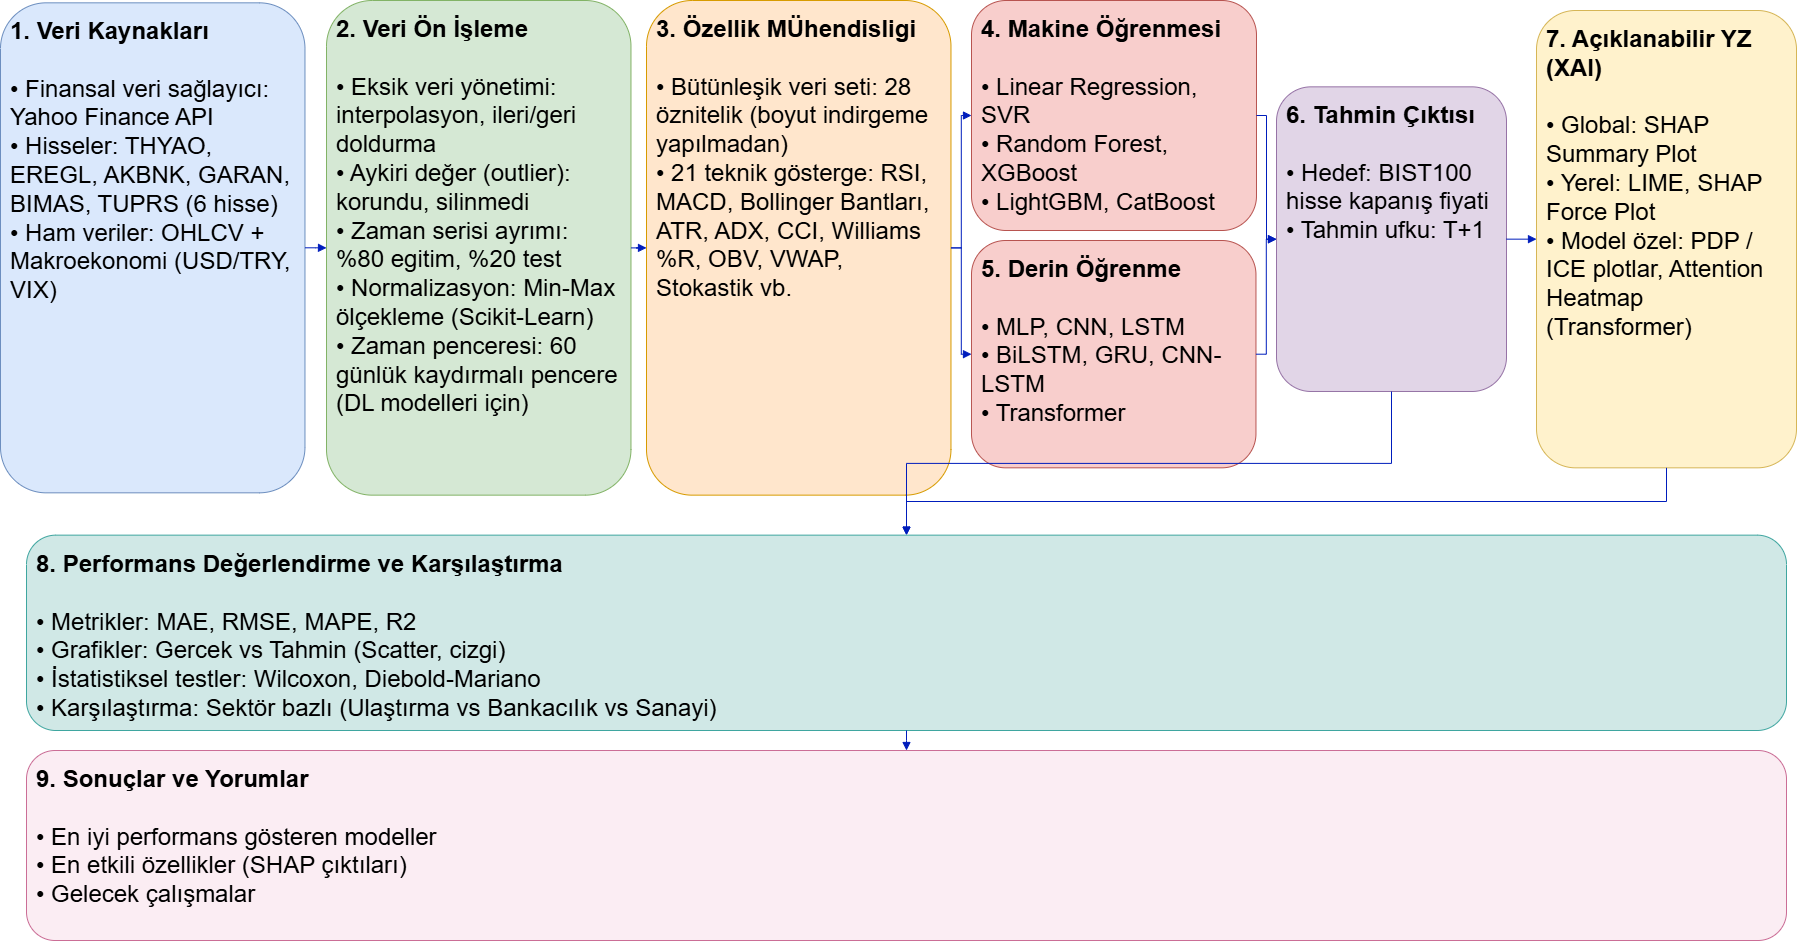 1. Veri Kaynakları
• Finansal veri sağlayıcı:
Yahoo Finance API
• Hisseler: THYAO,
EREGL, AKBNK, GARAN,
BIMAS, TUPRS (6 hisse)
• Ham veriler: OHLCV +
Makroekonomi (USD/TRY,
VIX)
2. Veri Ön İşleme
• Eksik veri yönetimi:
interpolasyon, ileri/geri
doldurma
• Aykiri değer (outlier):
korundu, silinmedi
• Zaman serisi ayrımı:
%80 egitim, %20 test
• Normalizasyon: Min-Max
ölçekleme (Scikit-Learn)
• Zaman penceresi: 60
günlük kaydırmalı pencere
(DL modelleri için)
3. Özellik MÜhendisligi
• Bütünleşik veri seti: 28
öznitelik (boyut indirgeme
yapılmadan)
• 21 teknik gösterge: RSI,
MACD, Bollinger Bantları,
ATR, ADX, CCI, Williams
%R, OBV, VWAP,
Stokastik vb.
4. Makine Öğrenmesi
• Linear Regression,
SVR
• Random Forest,
XGBoost
• LightGBM, CatBoost
5. Derin Öğrenme
• MLP, CNN, LSTM
• BiLSTM, GRU, CNN-
LSTM
• Transformer
6. Tahmin Çıktısı
• Hedef: BIST100
hisse kapanış fiyati
• Tahmin ufku: T+1
7. Açıklanabilir YZ
(XAI)
• Global: SHAP
Summary Plot
• Yerel: LIME, SHAP
Force Plot
• Model özel: PDP /
ICE plotlar, Attention
Heatmap
(Transformer)
8. Performans Değerlendirme ve Karşılaştırma
• Metrikler: MAE, RMSE, MAPE, R2
• Grafikler: Gercek vs Tahmin (Scatter, cizgi)
• İstatistiksel testler: Wilcoxon, Diebold-Mariano
• Karşılaştırma: Sektör bazlı (Ulaştırma vs Bankacılık vs Sanayi)
9. Sonuçlar ve Yorumlar
• En iyi performans gösteren modeller
• En etkili özellikler (SHAP çıktıları)
• Gelecek çalışmalar